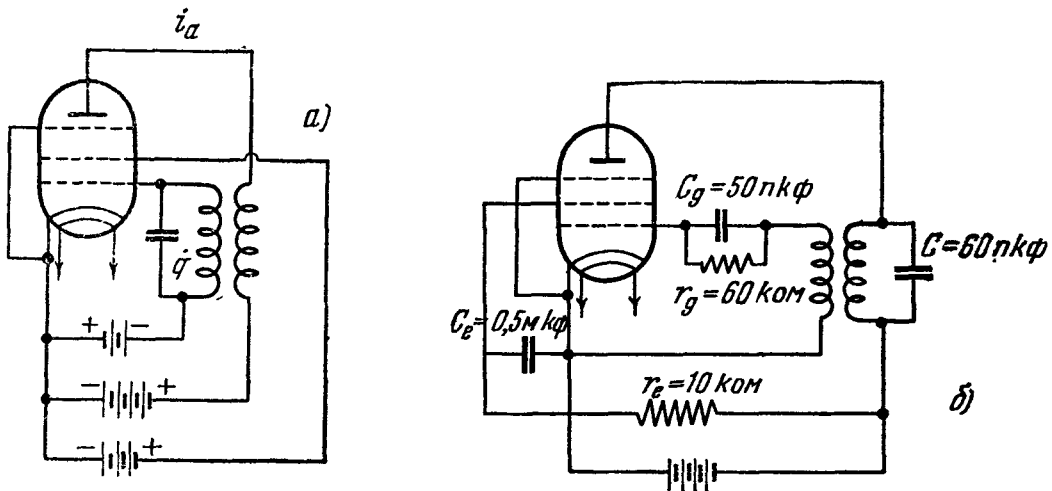 i_a
а)
q̇
+ −
− +
− +
C_g = 50 пкф
C = 60 пкф
r_g = 60 ком
C_e = 0,5 мкф
r_e = 10 ком
б)